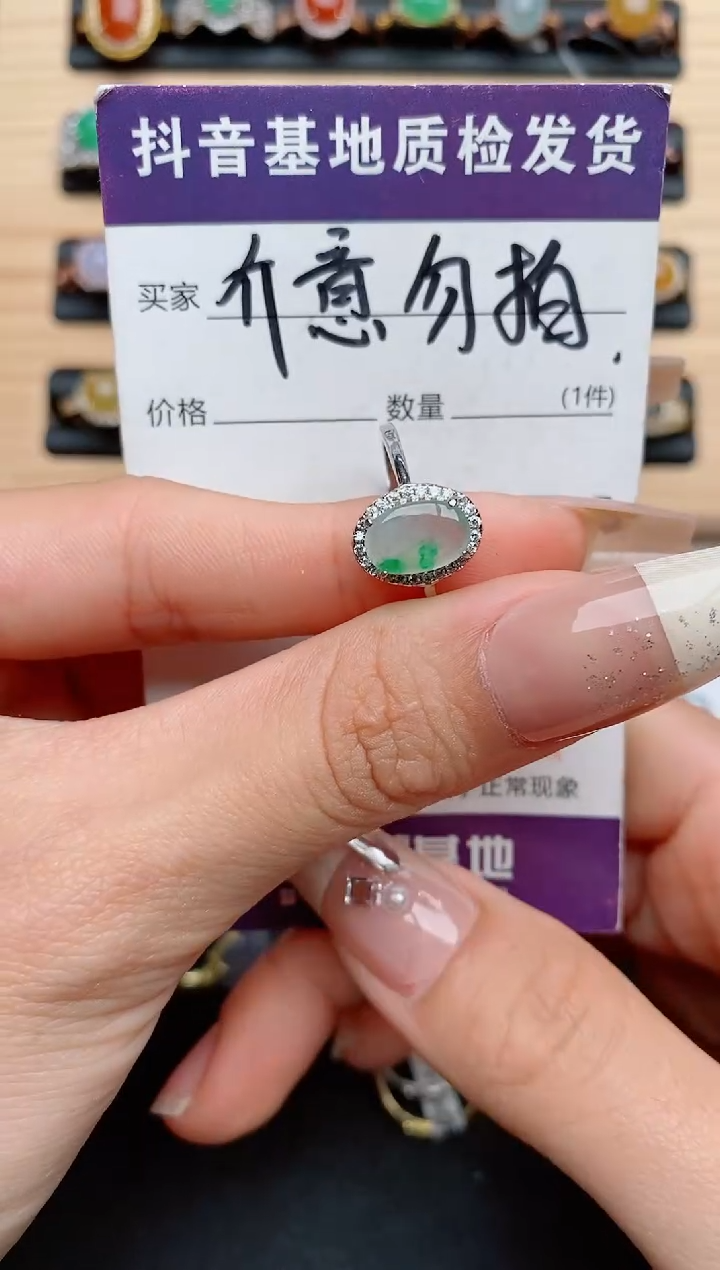 抖音基地质检发货
买家 介意勿拍.
价格 数量 (1件)
正常现象
基地